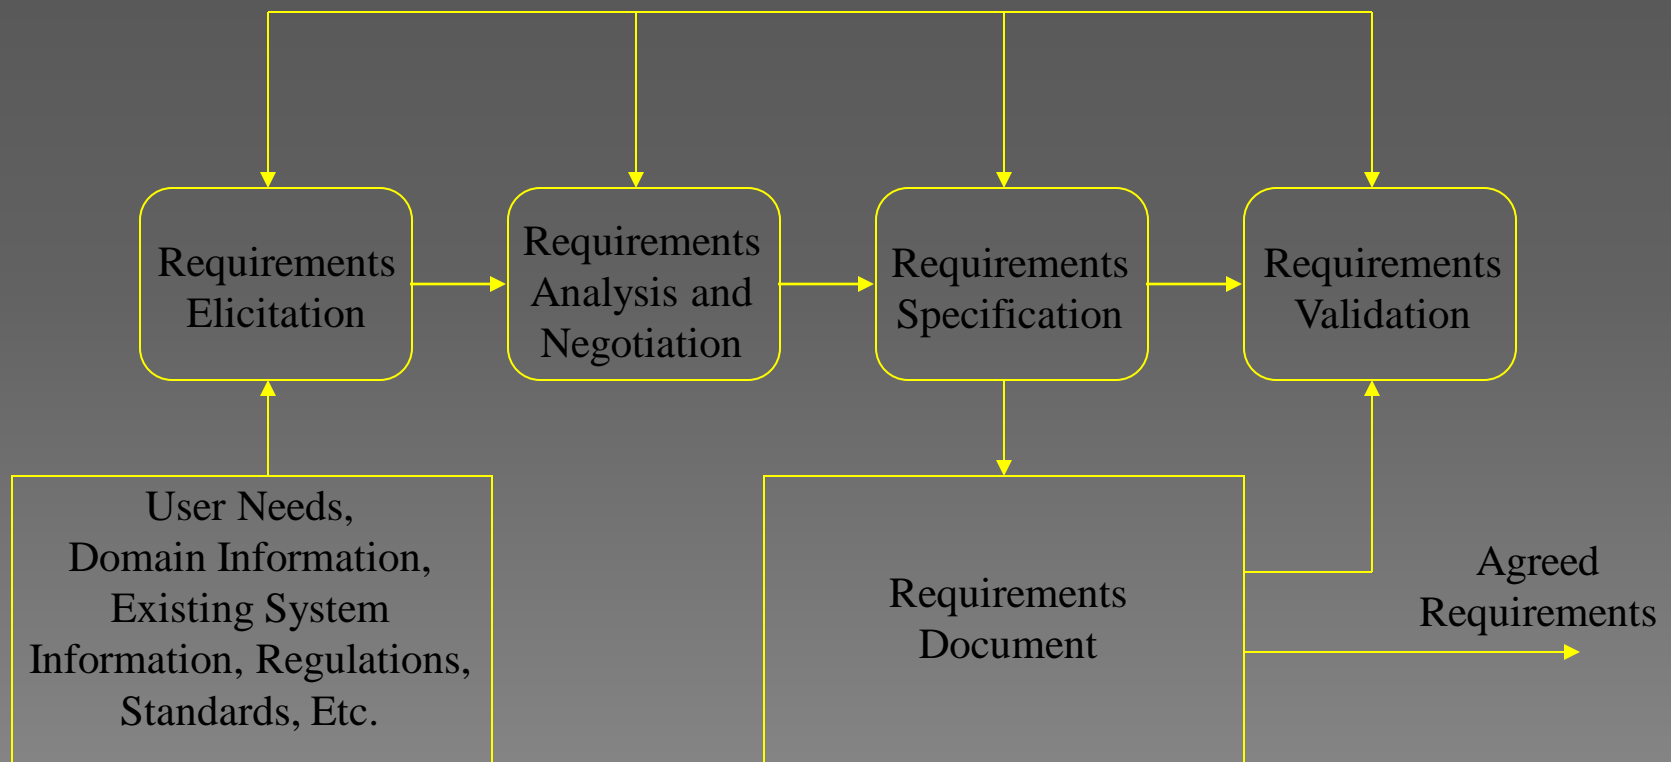 Requirements
Elicitation
Requirements
Analysis and
Negotiation
Requirements
Specification
Requirements
Validation
User Needs,
Domain Information,
Existing System
Information, Regulations,
Standards, Etc.
Requirements
Document
Agreed
Requirements